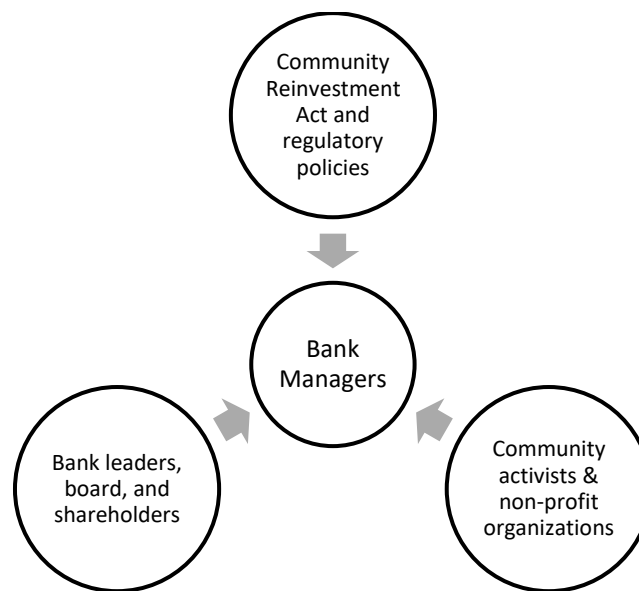 Community
Reinvestment
Act and
regulatory
policies
Bank
Managers
Bank leaders,
board, and
shareholders
Community
activists &
non-profit
organizations